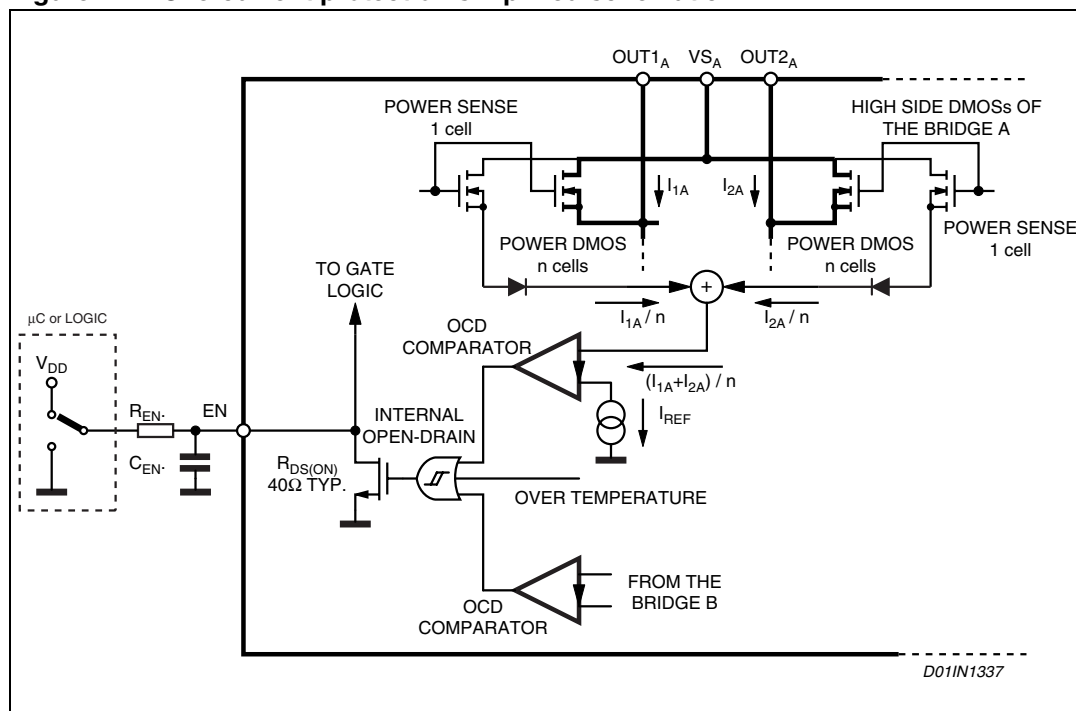 OUT1A VSA OUT2A
POWER SENSE
1 cell
HIGH SIDE DMOSs OF
THE BRIDGE A
I1A I2A
POWER SENSE
1 cell
POWER DMOS
n cells
POWER DMOS
n cells
TO GATE
LOGIC
+
I1A / n
I2A / n
μC or LOGIC
OCD
COMPARATOR
VDD
(I1A+I2A) / n
REN.
EN
INTERNAL
OPEN-DRAIN
IREF
CEN.
RDS(ON)
40Ω TYP.
OVER TEMPERATURE
FROM THE
BRIDGE B
OCD
COMPARATOR
D01IN1337